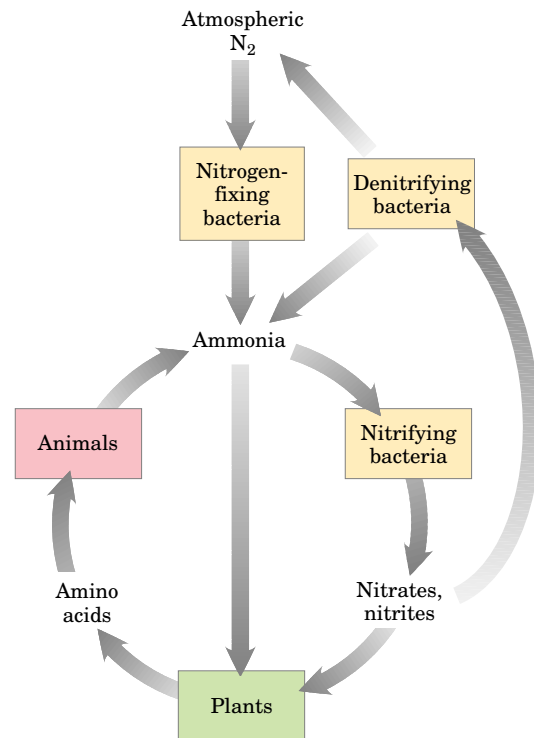 Atmospheric
N₂
Nitrogen-
fixing
bacteria
Denitrifying
bacteria
Ammonia
Animals
Nitrifying
bacteria
Amino
acids
Nitrates,
nitrites
Plants